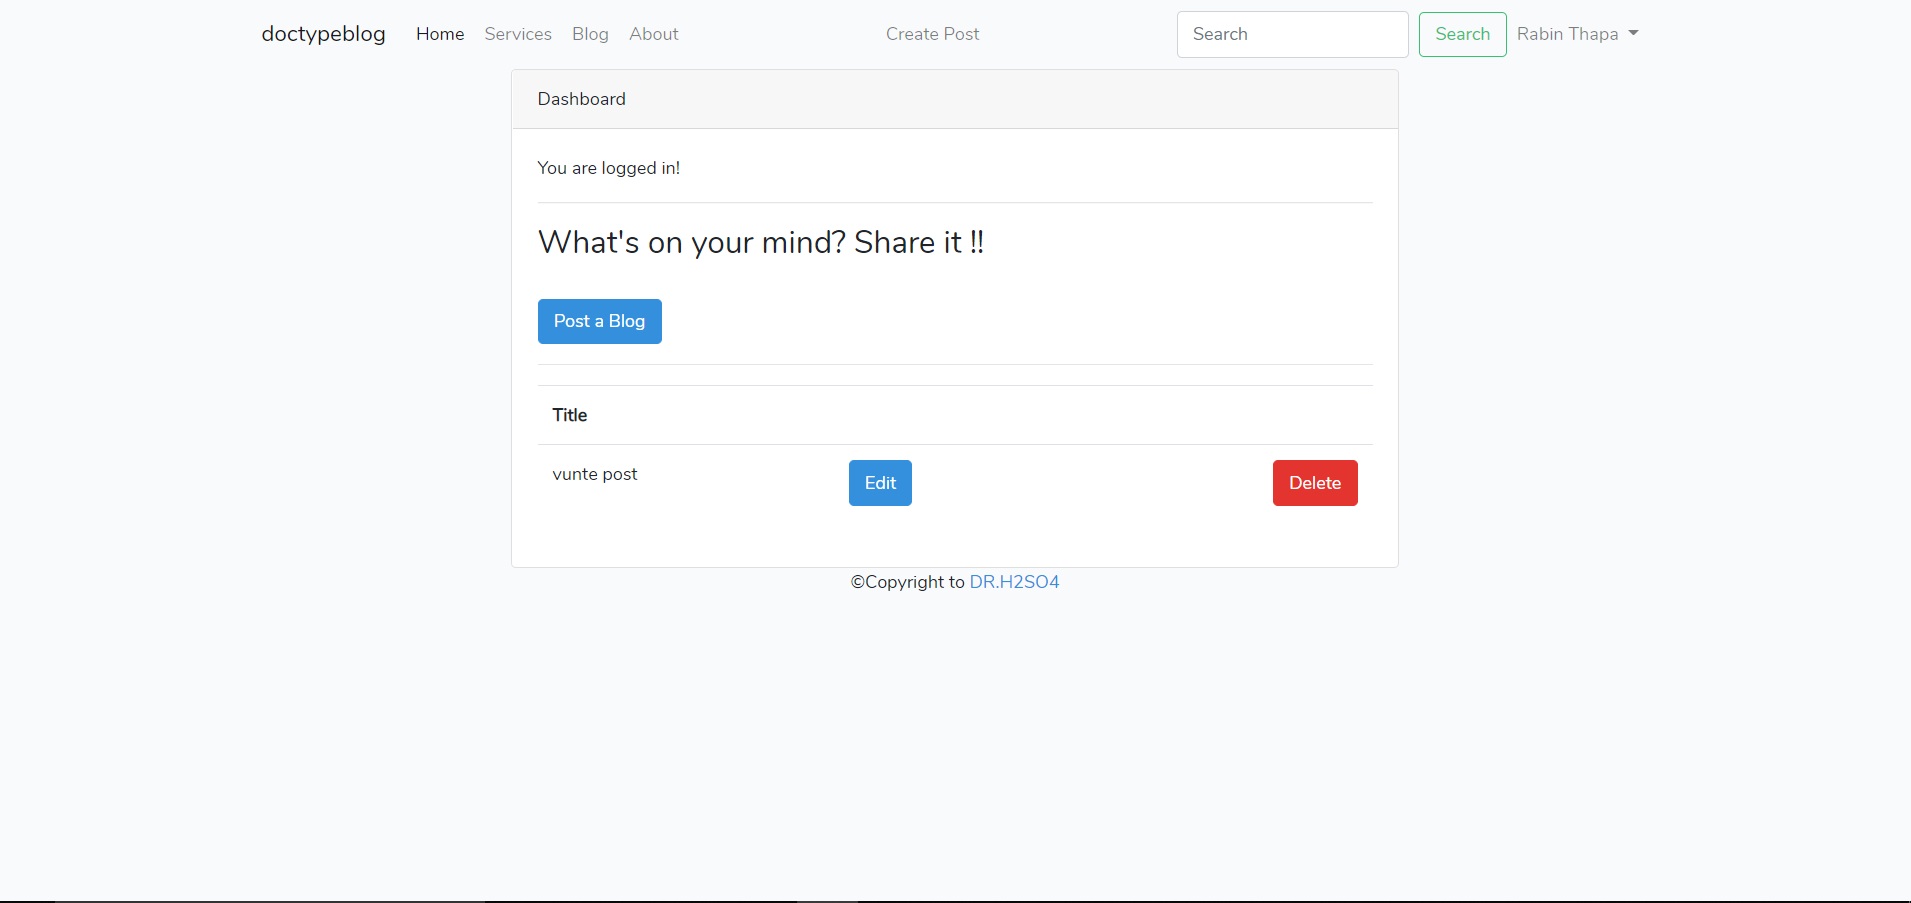 doctypeblog Home Services Blog About Create Post Search Search Rabin Thapa
Dashboard
You are logged in!
What's on your mind? Share it !!
Post a Blog
Title
vunte post Edit Delete
©Copyright to DR.H2SO4